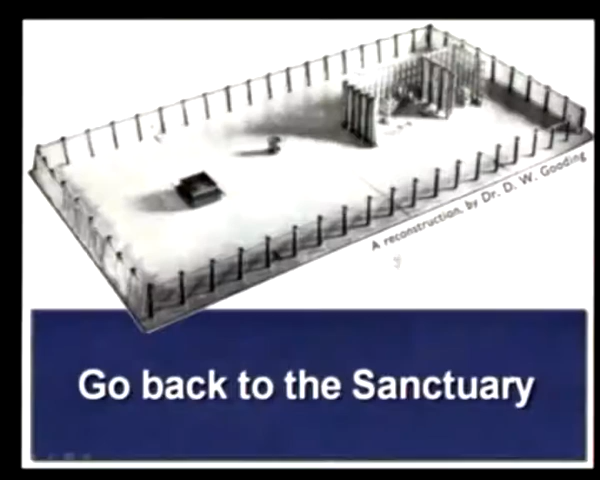 A reconstruction, by Dr. D. W. Gooding
Go back to the Sanctuary